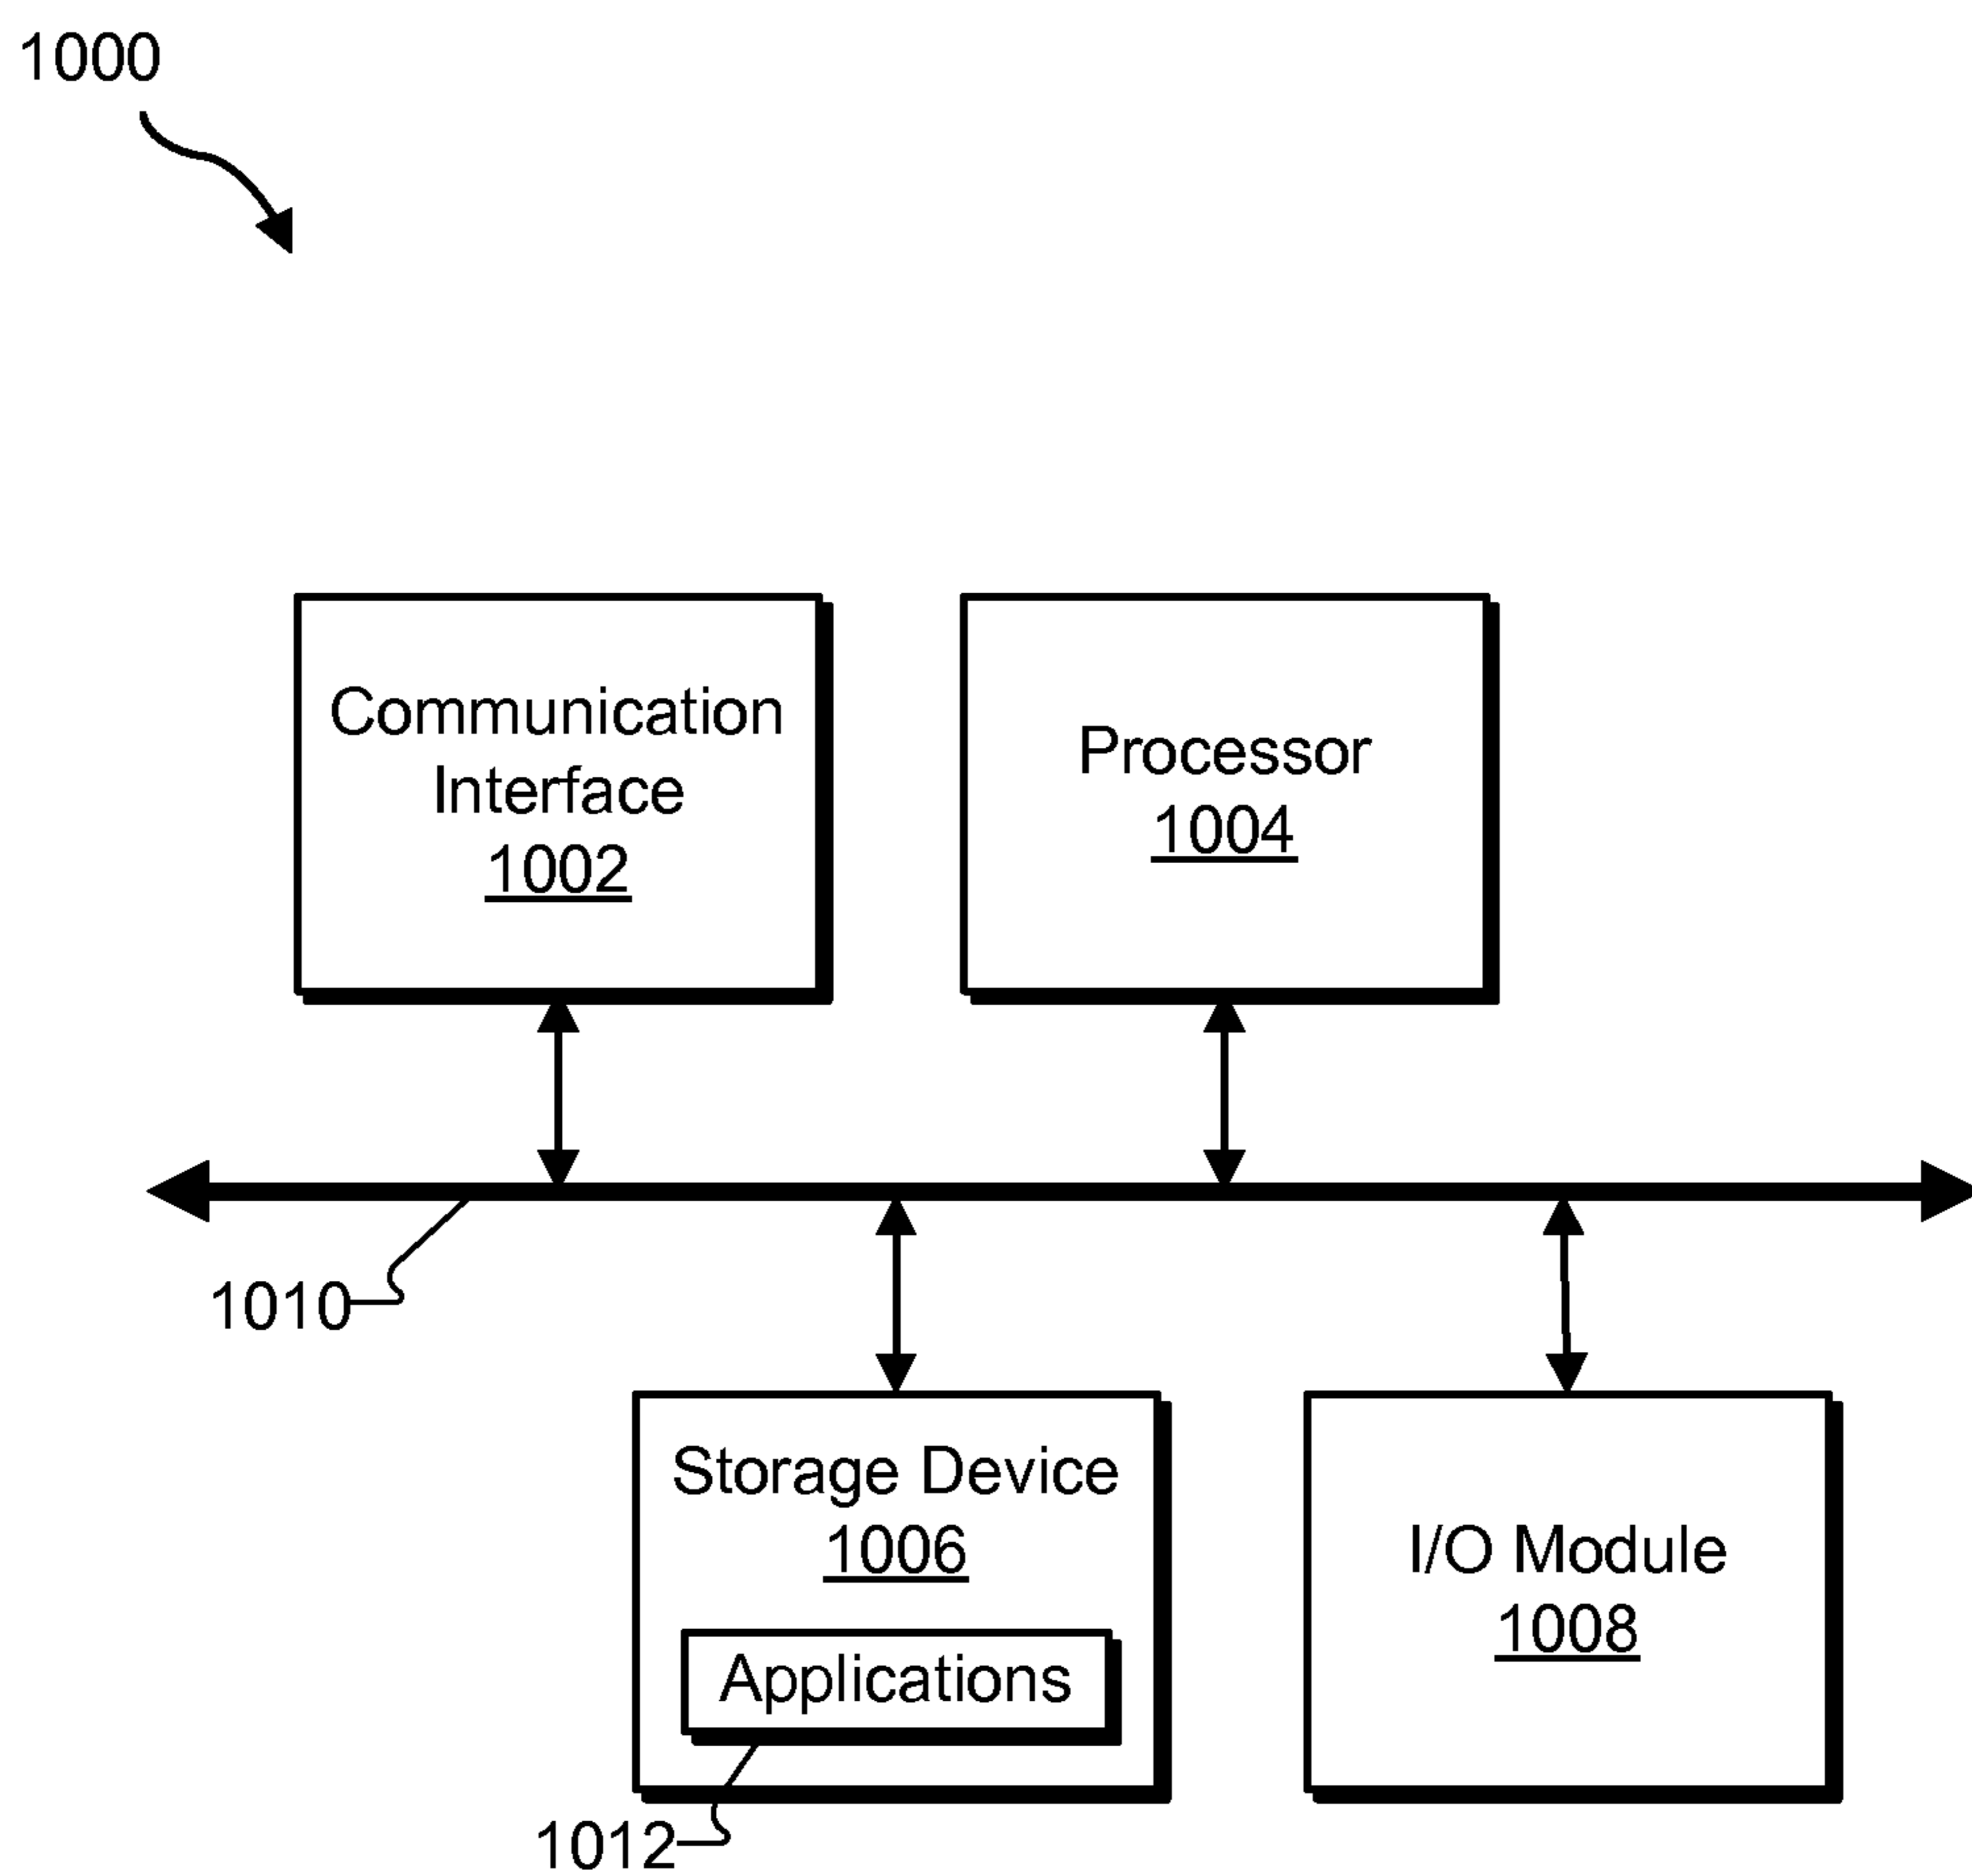 1000
Communication
Interface
1002
Processor
1004
1010
Storage Device
1006
Applications
1012
I/O Module
1008